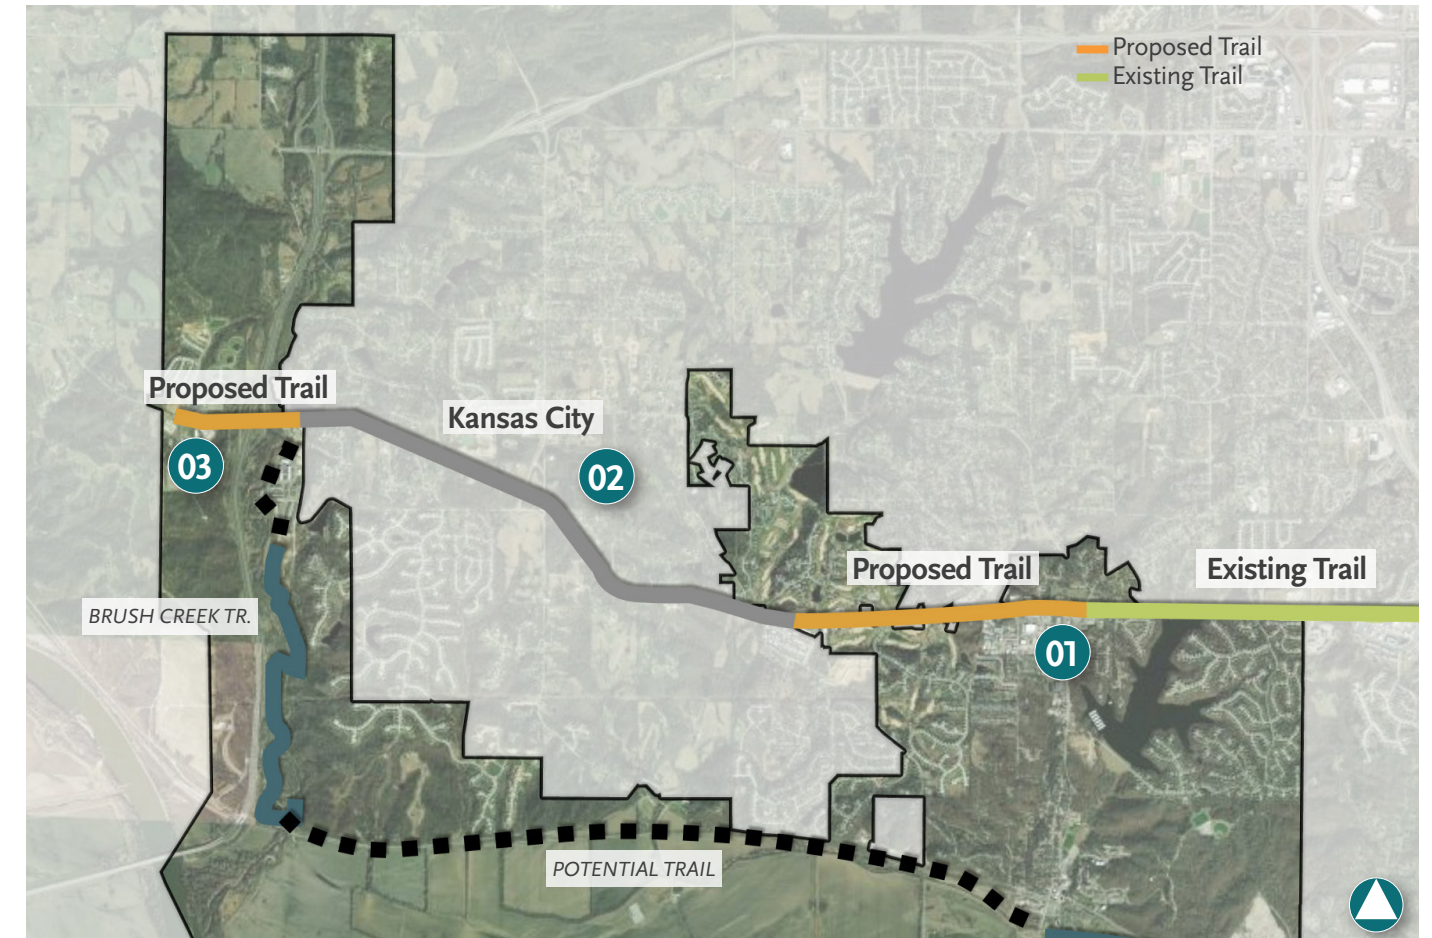 Proposed Trail
Existing Trail
Proposed Trail
Kansas City
03
02
Proposed Trail
Existing Trail
BRUSH CREEK TR.
01
POTENTIAL TRAIL